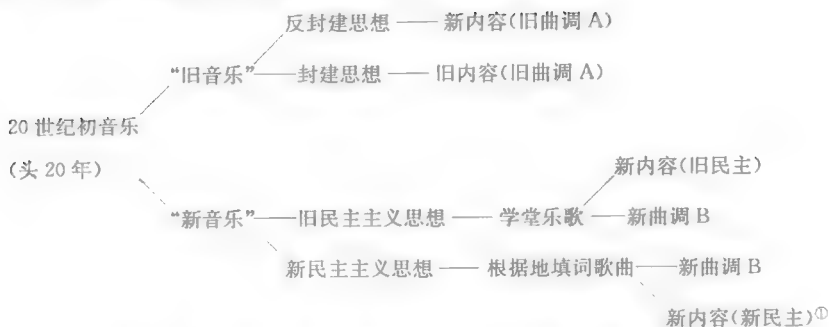 反封建思想 —— 新内容(旧曲调 A)
“旧音乐”——封建思想 —— 旧内容(旧曲调 A)
20 世纪初音乐
(头 20 年)
新内容(旧民主)
“新音乐”——旧民主主义思想 —— 学堂乐歌 ——新曲调 B
新民主主义思想 —— 根据地填词歌曲——新曲调 B
新内容(新民主)①